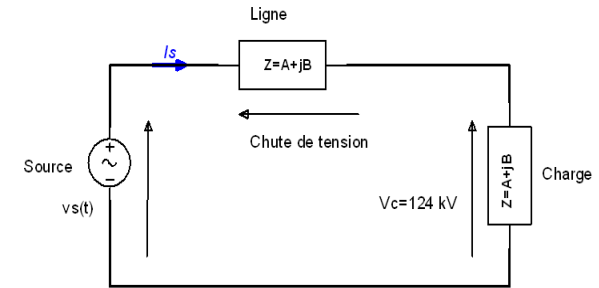 Ligne
Is
Z=A+jB
Chute de tension
+
~
-
Source
vs(t)
Vc=124 kV
Z=A+jB
Charge